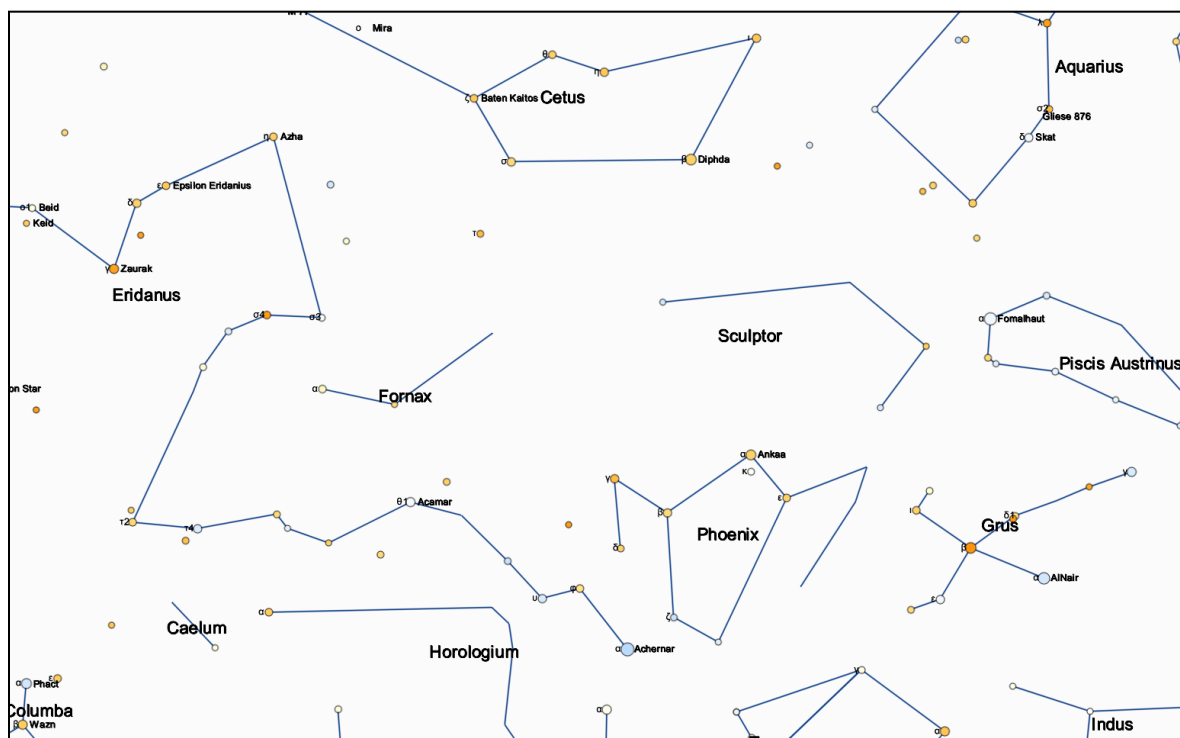 Mira
λ
θ
ι
η
Aquarius
ζ Baten Kaitos
Cetus
σ2
Gliese 876
η Azha
δ Skat
σ
β Diphda
ε Epsilon Eridanius
δ
ο1 Beid
Keid
τ
γ Zaurak
Eridanus
σ4
σ3
α Fomalhaut
Sculptor
Piscis Austrinus
on Star
α
Fornax
α Ankaa
κ
γ
γ
ε
θ1 Acamar
β
ι
δ1
τ2
τ4
Phoenix
Grus
δ
β
α AlNair
υ
φ
ε
α
ζ
Caelum
Horologium
α Achernar
γ
ε
α Phact
Columba
α
β Wazn
Indus
α